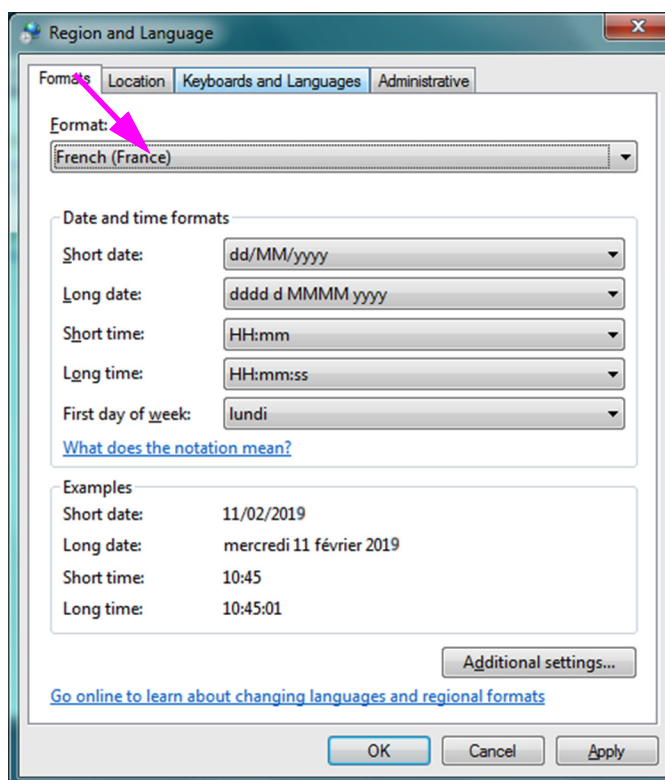 Region and Language
Formats Location Keyboards and Languages Administrative
Format:
French (France)
Date and time formats
Short date: dd/MM/yyyy
Long date: dddd d MMMM yyyy
Short time: HH:mm
Long time: HH:mm:ss
First day of week: lundi
What does the notation mean?
Examples
Short date: 11/02/2019
Long date: mercredi 11 février 2019
Short time: 10:45
Long time: 10:45:01
Additional settings...
Go online to learn about changing languages and regional formats
OK Cancel Apply